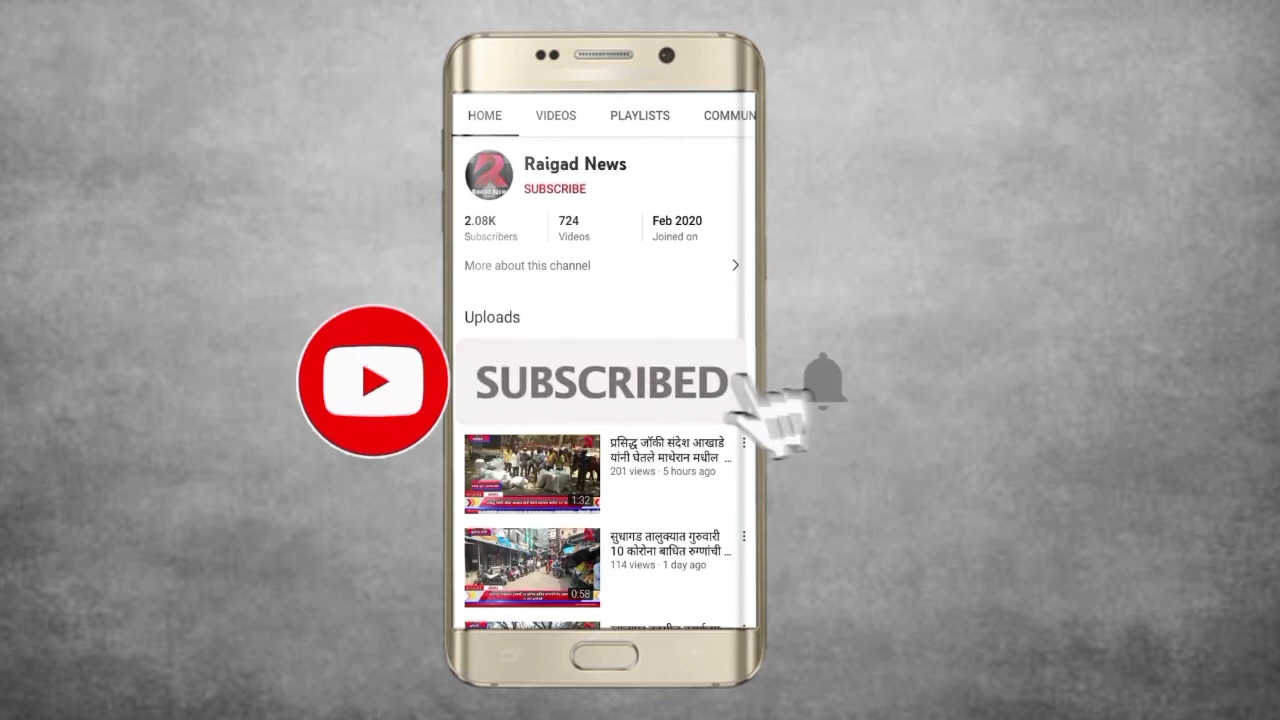 HOME VIDEOS PLAYLISTS COMMUN
Raigad News
SUBSCRIBE
2.08K 724 Feb 2020
Subscribers Videos Joined on
More about this channel
Uploads
SUBSCRIBED
प्रसिद्ध जॉकी संदेश आखाडे
यांनी घेतले माथेरान मधील ...
201 views · 5 hours ago
1:32
सुधागड तालुक्यात गुरुवारी
10 कोरोना बाधित रुग्णांची ...
114 views · 1 day ago
0:58